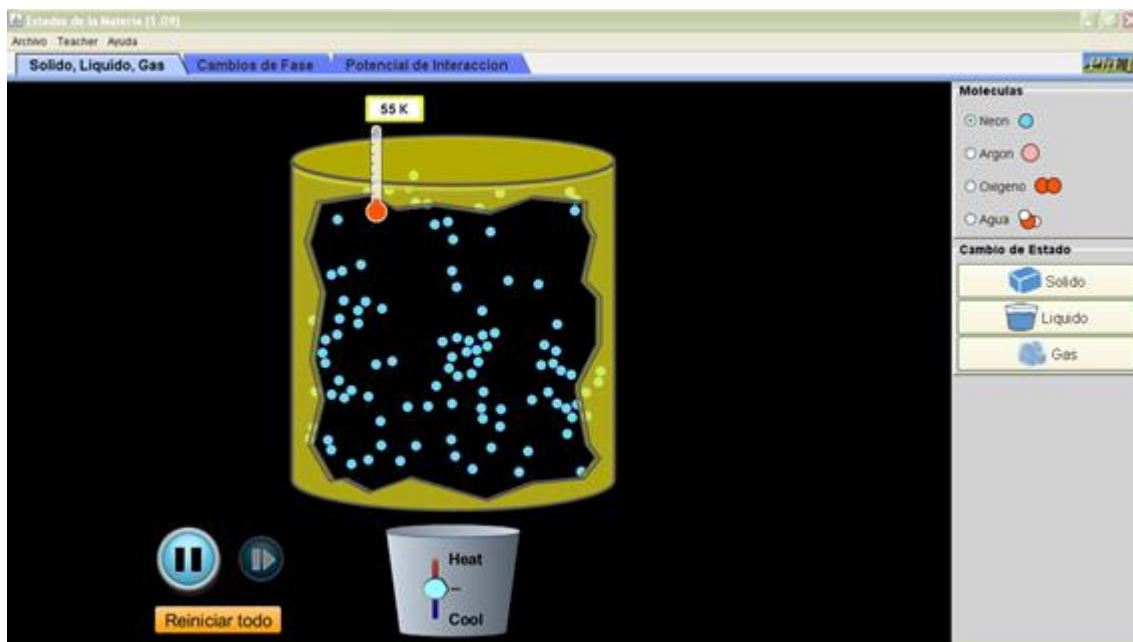 Estados de la Materia (1.09)
Archivo Teacher Ayuda
Solido, Liquido, Gas Cambios de Fase Potencial de Interaccion
Moleculas
55 K
Neon
Argon
Oxigeno
Agua
Cambio de Estado
Solido
Liquido
Gas
Heat
Cool
Reiniciar todo